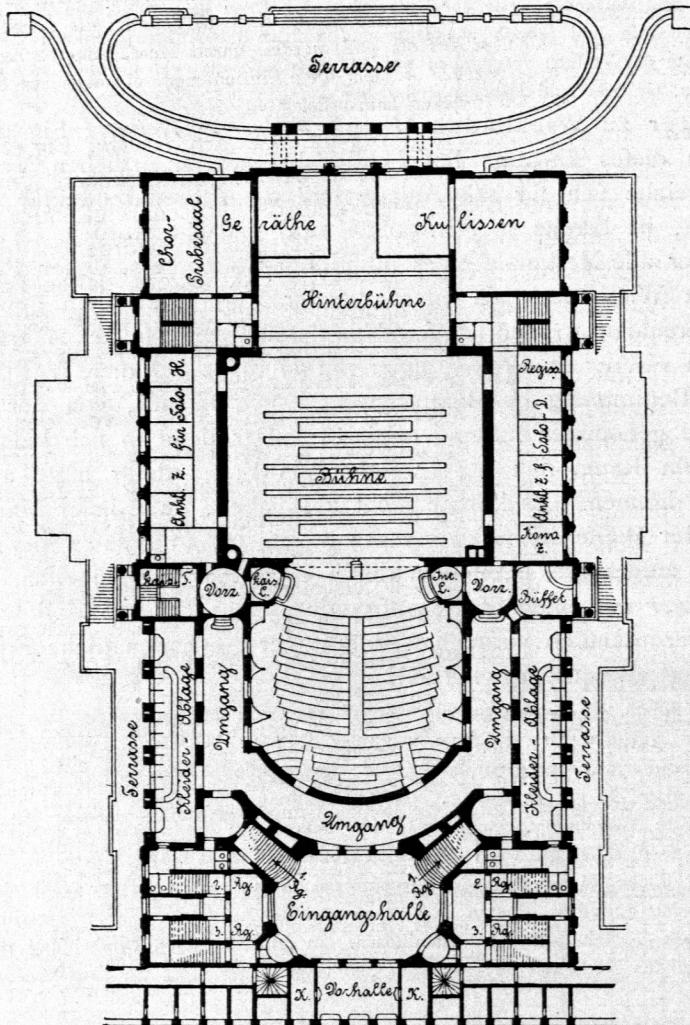 Terrasse
Chor-
Probesaal
Geräthe
Kulissen
Hinterbühne
Ankl. Z. für Solo-H.
Regiss.
Ankl. Z. f. Solo-D.
Bühne
Konv.
Z.
Vorz.
Kais.
L.
Int.
L.
Vorz.
Büffet
Terrasse
Kleider-Ablage
Umgang
Umgang
Kleider-Ablage
Terrasse
Umgang
1.
Rg.
1.
Rg.
2. Rg.
2. Rg.
Eingangshalle
3. Rg.
3. Rg.
K.
Vorhalle
K.